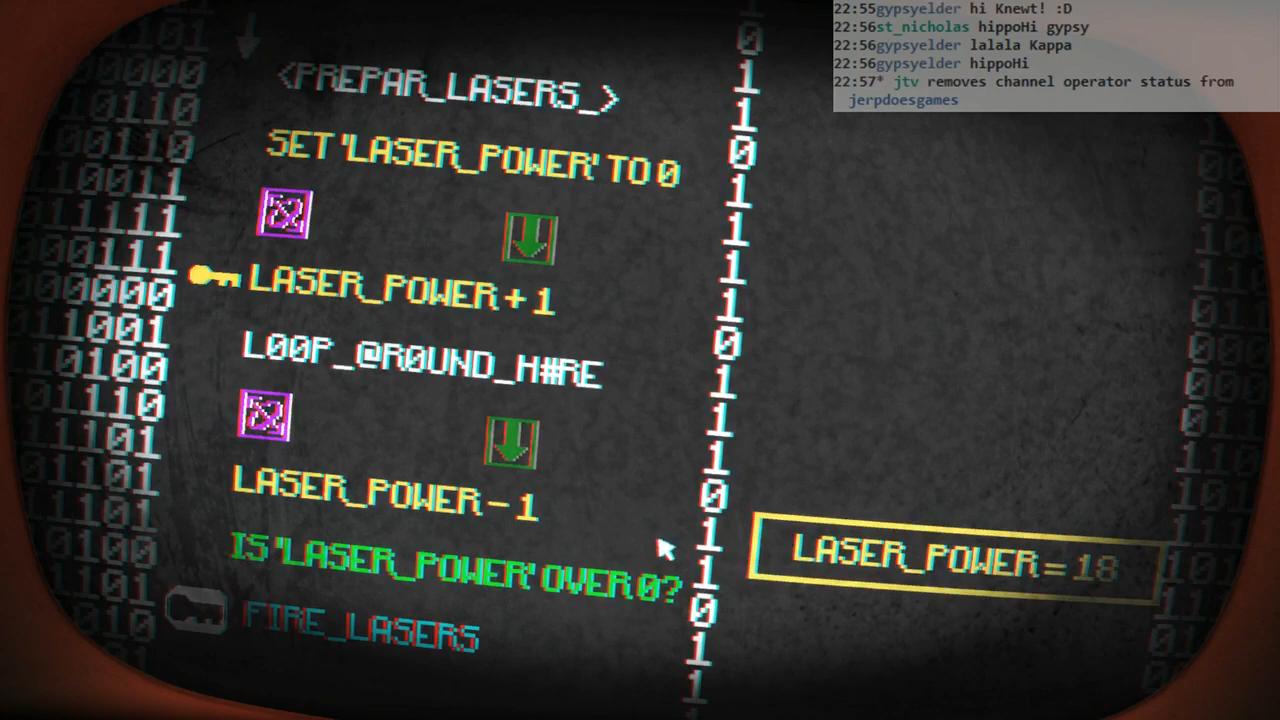 22:55gypsyelder hi Knewt! :D
22:56st_nicholas hippoHi gypsy
22:56gypsyelder lalala Kappa
22:56gypsyelder hippoHi
22:57* jtv removes channel operator status from
jerpdoesgames
<PREPAR_LASERS_>
SET 'LASER_POWER' TO 0
LASER_POWER + 1
L00P_@R0UND_H#RE
LASER_POWER - 1
IS 'LASER_POWER' OVER 0?
LASER_POWER = 18
FIRE_LASERS